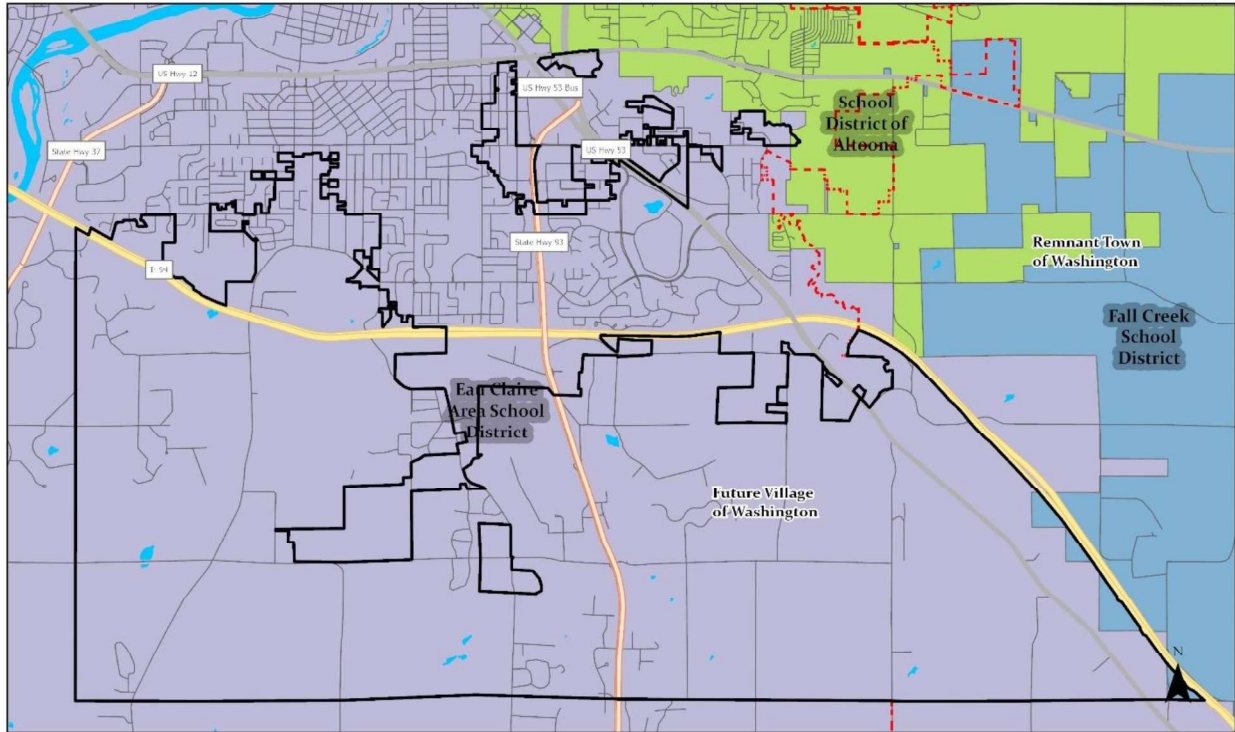 US Hwy 12
US Hwy 53 Bus
State Hwy 37
US Hwy 53
School
District of
Altoona
State Hwy 93
Remnant Town
of Washington
Fall Creek
School
District
Eau Claire
Area School
District
Future Village
of Washington
N